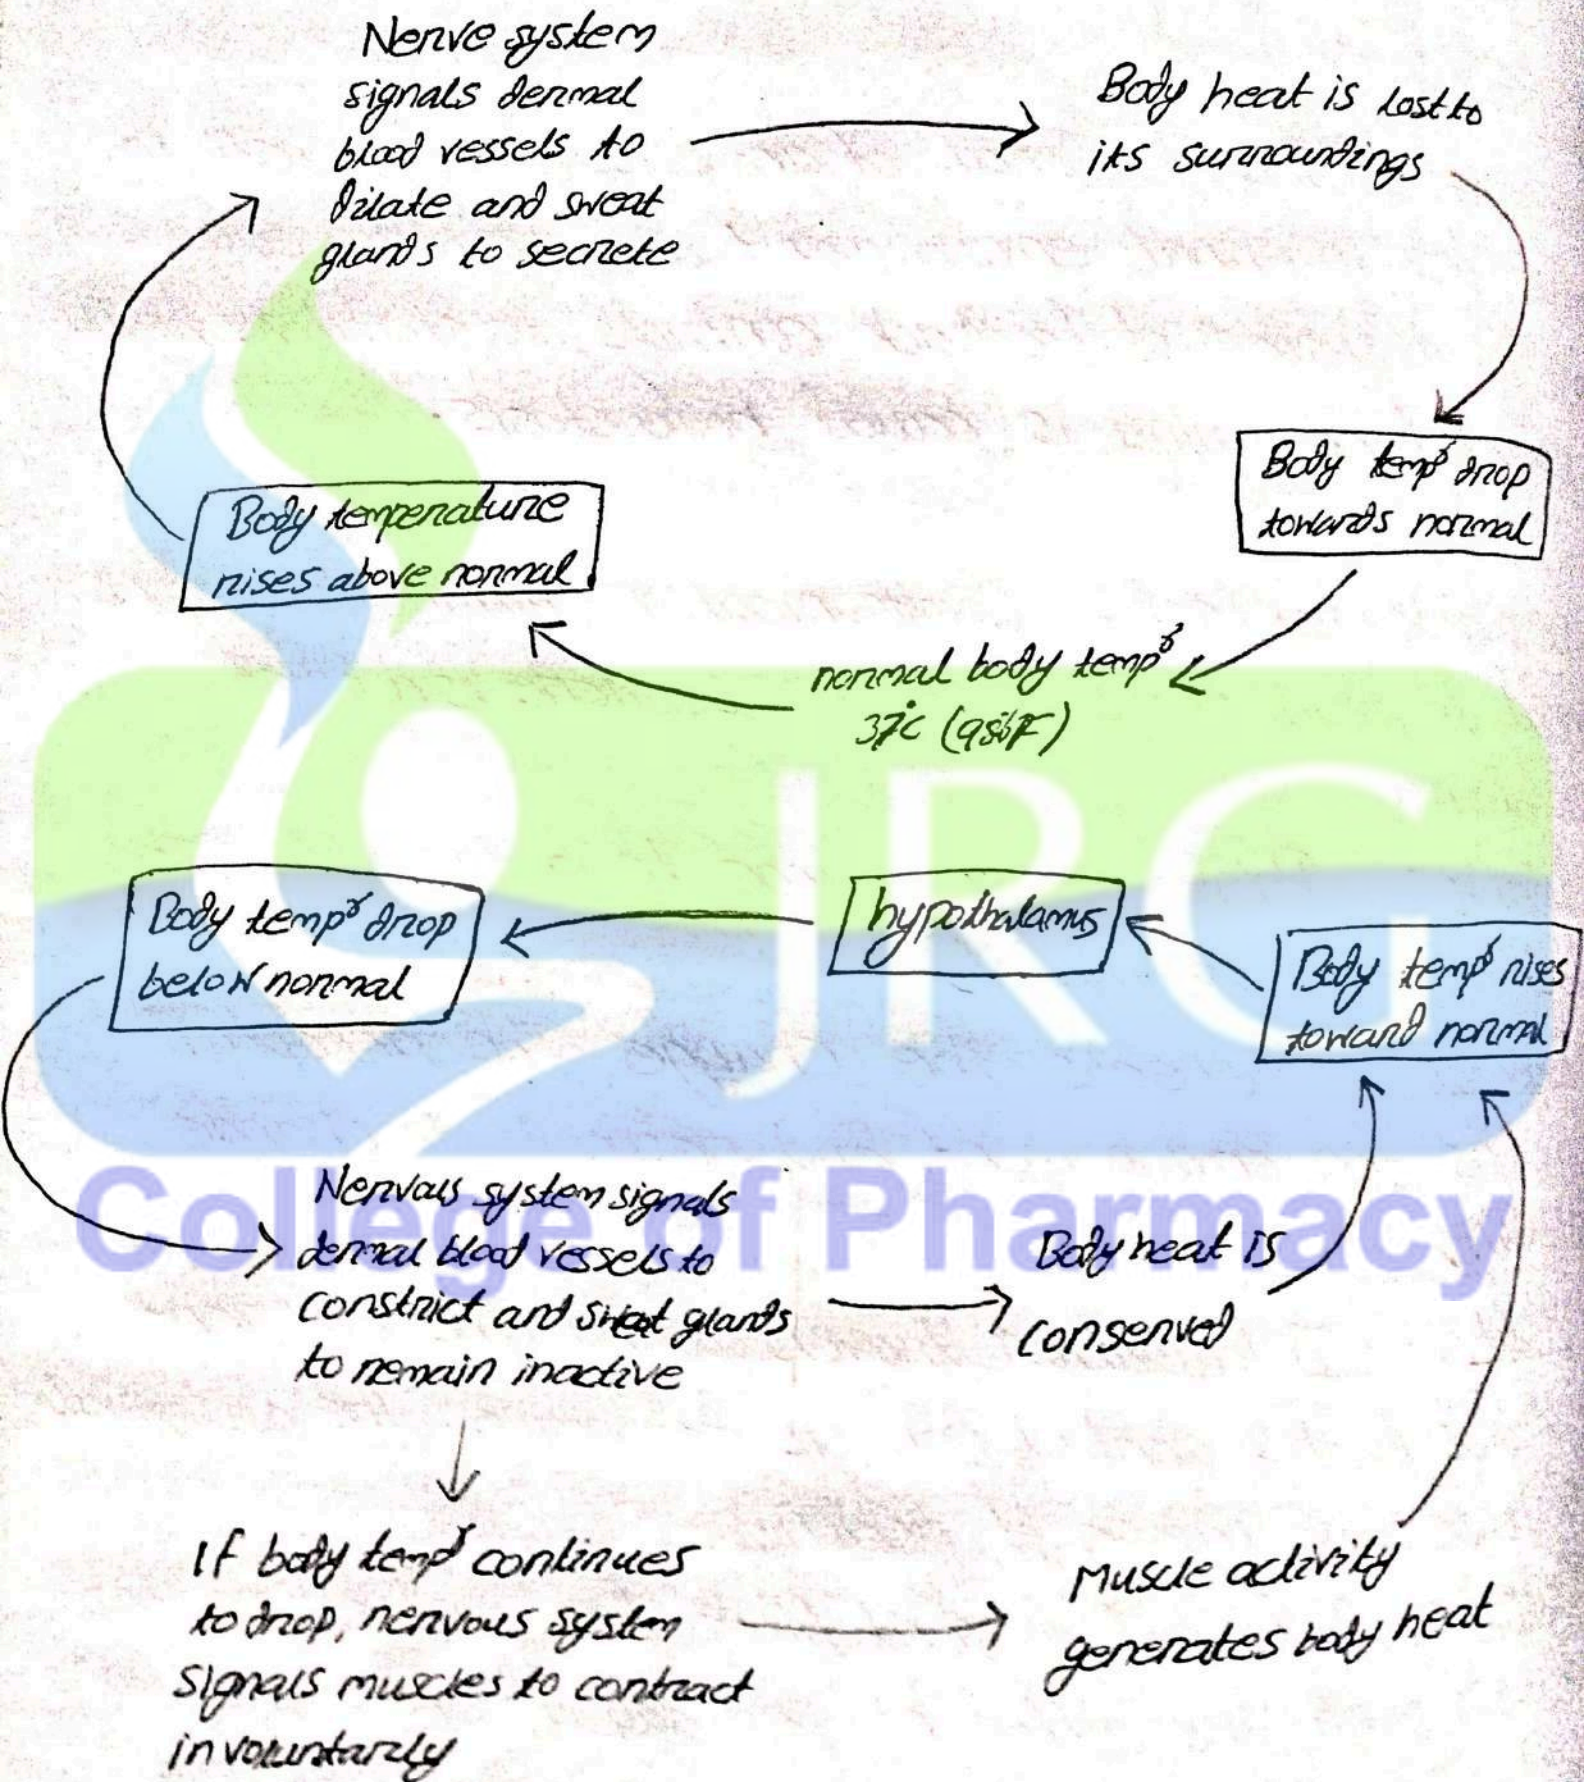 Nerve system
signals dermal
blood vessels to
dilate and sweat
glands to secrete
Body heat is lost to
its surroundings
Body temp^r drop
towards normal
Body temperature
rises above normal
normal body temp^r
37°C (98.6°F)
Body temp^r drop
below normal
hypothalamus
Body temp^r rises
toward normal
JRG
College of Pharmacy
Nervous system signals
dermal blood vessels to
constrict and sweat glands
to remain inactive
Body heat is
conserved
If body temp^r continues
to drop, nervous system
signals muscles to contract
involuntarily
Muscle activity
generates body heat